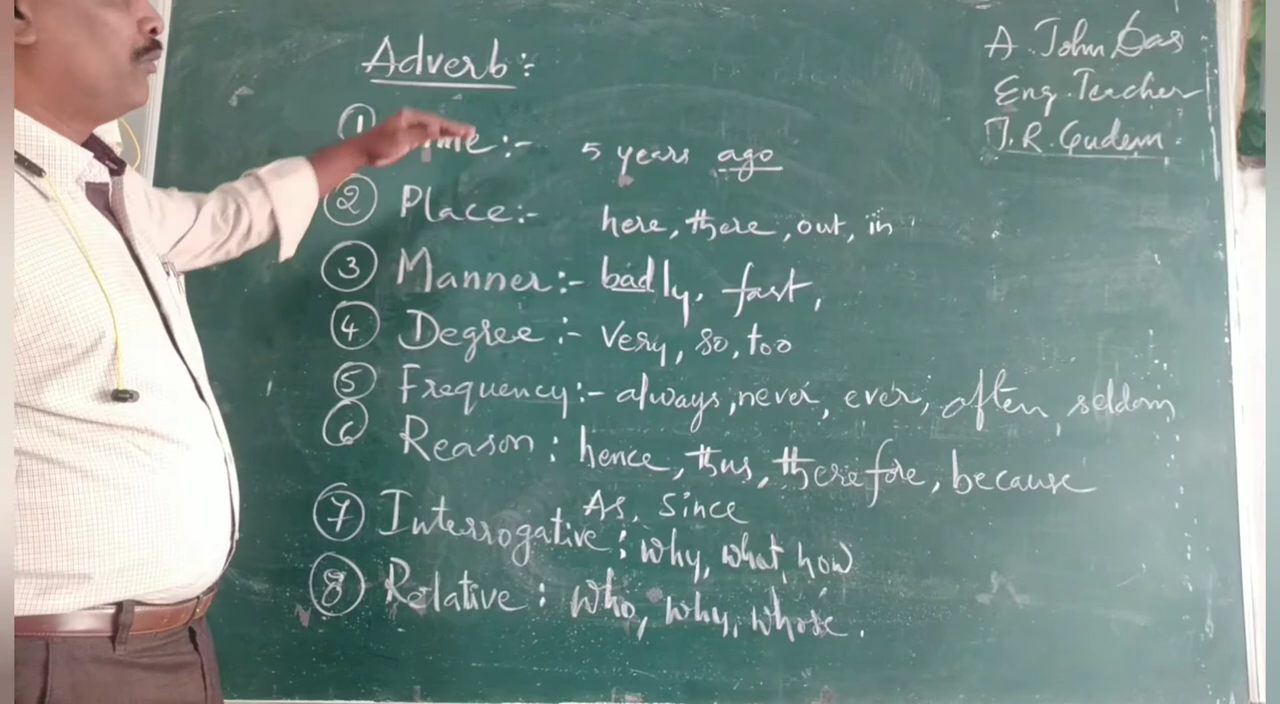 Adverb :-
A. John Das
Eng. Teacher
J. R. Gudem.
① Time :- 5 years ago
② Place :- here, there, out, in
③ Manner :- badly, fast,
④ Degree :- Very, so, too
⑤ Frequency :- always, never, ever, often, seldom
⑥ Reason : hence, thus, therefore, because
As, Since
⑦ Interrogative : why, what, how
⑧ Relative : Who, why, whose.